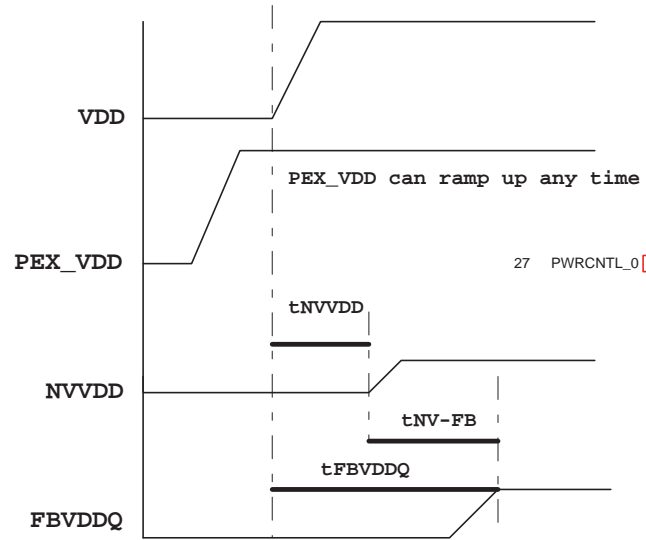 VDD
PEX_VDD can ramp up any time
PEX_VDD
27 PWRCNTL_0
tNVVDD
NVVDD
tNV-FB
tFBVDDQ
FBVDDQ